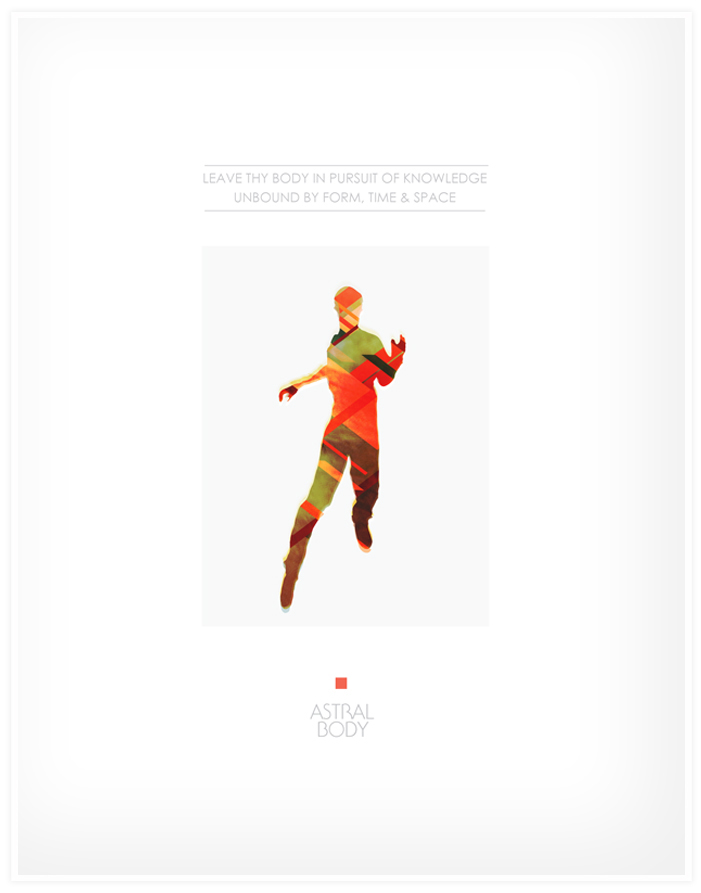 LEAVE THY BODY IN PURSUIT OF KNOWLEDGE
UNBOUND BY FORM, TIME & SPACE
ASTRAL
BODY